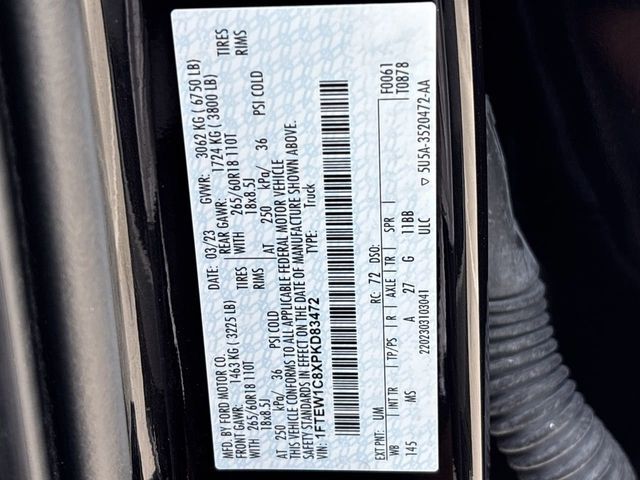 MFD. BY FORD MOTOR CO.
DATE: 03/23 GVWR: 3062 KG ( 6750 LB)
FRONT GAWR: 1463 KG ( 3225 LB) REAR GAWR: 1724 KG ( 3800 LB)
WITH 265/60R18 110T TIRES WITH 265/60R18 110T TIRES
18x8.5J RIMS 18x8.5J RIMS
AT 250 kPa/ 36 PSI COLD AT 250 kPa/ 36 PSI COLD
THIS VEHICLE CONFORMS TO ALL APPLICABLE FEDERAL MOTOR VEHICLE
SAFETY STANDARDS IN EFFECT ON THE DATE OF MANUFACTURE SHOWN ABOVE.
VIN: 1FTEW1C8XPKD83472 TYPE: Truck
F0061
T0878
EXT PNT: UM RC: 72 DSO:
WB INT TR TP/PS R AXLE TR SPR
145 MS A 27 G 11BB
2202303103041 ULC ▽ 5U5A-3520472-AA